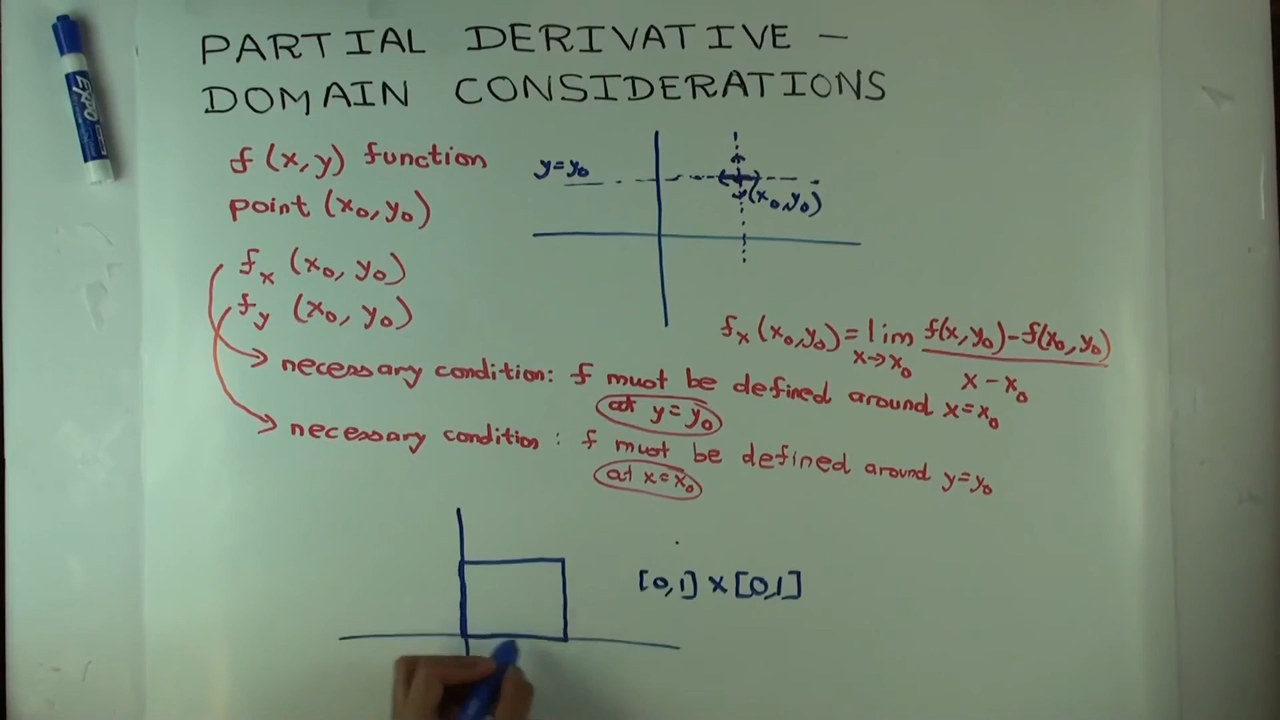 PARTIAL DERIVATIVE –
DOMAIN CONSIDERATIONS
EXPO
f(x,y) function
point (x₀,y₀)
y=y₀
(x₀,y₀)
fₓ (x₀,y₀)
f_y (x₀,y₀)
fₓ(x₀,y₀)=lim x→x₀ f(x,y₀)-f(x₀,y₀)
x-x₀
necessary condition: f must be defined around x=x₀
at y=y₀
necessary condition: f must be defined around y=y₀
at x=x₀
[0,1]×[0,1]